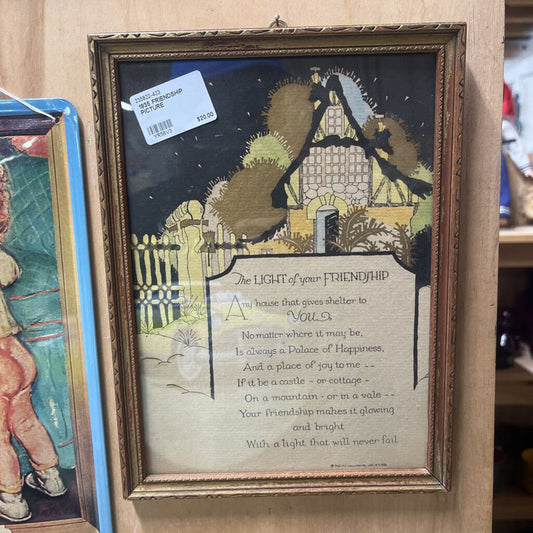 1935 FRIENDSHIP
PICTURE
$20.00
The LIGHT of your FRIENDSHIP
Any house that gives shelter to
YOU,
No matter where it may be,
Is always a Palace of Happiness,
And a place of joy to me --
If it be a castle - or cottage -
On a mountain - or in a vale --
Your friendship makes it glowing
and bright
With a light that will never fail